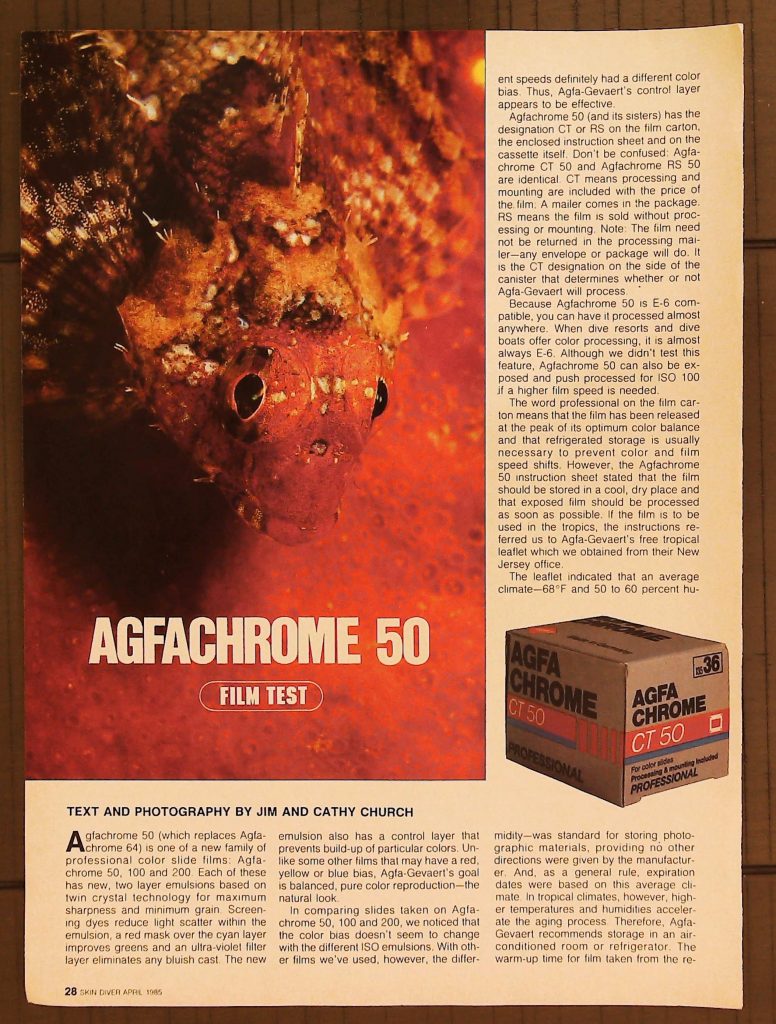 AGFACHROME 50
FILM TEST
TEXT AND PHOTOGRAPHY BY JIM AND CATHY CHURCH
Agfachrome 50 (which replaces Agfa-
chrome 64) is one of a new family of
professional color slide films: Agfa-
chrome 50, 100 and 200. Each of these
has new, two layer emulsions based on
twin crystal technology for maximum
sharpness and minimum grain. Screen-
ing dyes reduce light scatter within the
emulsion, a red mask over the cyan layer
improves greens and an ultra-violet filter
layer eliminates any bluish cast. The new
emulsion also has a control layer that
prevents build-up of particular colors. Un-
like some other films that may have a red,
yellow or blue bias, Agfa-Gevaert's goal
is balanced, pure color reproduction—the
natural look.
In comparing slides taken on Agfa-
chrome 50, 100 and 200, we noticed that
the color bias doesn't seem to change
with the different ISO emulsions. With oth-
er films we've used, however, the differ-
ent speeds definitely had a different color
bias. Thus, Agfa-Gevaert's control layer
appears to be effective.
Agfachrome 50 (and its sisters) has the
designation CT or RS on the film carton,
the enclosed instruction sheet and on the
cassette itself. Don't be confused: Agfa-
chrome CT 50 and Agfachrome RS 50
are identical. CT means processing and
mounting are included with the price of
the film. A mailer comes in the package.
RS means the film is sold without proc-
essing or mounting. Note: The film need
not be returned in the processing mai-
ler—any envelope or package will do. It
is the CT designation on the side of the
canister that determines whether or not
Agfa-Gevaert will process.
Because Agfachrome 50 is E-6 com-
patible, you can have it processed almost
anywhere. When dive resorts and dive
boats offer color processing, it is almost
always E-6. Although we didn't test this
feature, Agfachrome 50 can also be ex-
posed and push processed for ISO 100
if a higher film speed is needed.
The word professional on the film car-
ton means that the film has been released
at the peak of its optimum color balance
and that refrigerated storage is usually
necessary to prevent color and film
speed shifts. However, the Agfachrome
50 instruction sheet stated that the film
should be stored in a cool, dry place and
that exposed film should be processed
as soon as possible. If the film is to be
used in the tropics, the instructions re-
ferred us to Agfa-Gevaert's free tropical
leaflet which we obtained from their New
Jersey office.
The leaflet indicated that an average
climate—68°F and 50 to 60 percent hu-
CHROME
AGFA
CHROME
CT 50
PROFESSIONAL
135 36
AGFA
CHROME
CT 50
For color slides
Processing & mounting included
PROFESSIONAL
midity—was standard for storing photo-
graphic materials, providing no other
directions were given by the manufactur-
er. And, as a general rule, expiration
dates were based on this average cli-
mate. In tropical climates, however, high-
er temperatures and humidities acceler-
ate the aging process. Therefore, Agfa-
Gevaert recommends storage in an air-
conditioned room or refrigerator. The
warm-up time for film taken from the re-
28 SKIN DIVER APRIL 1985